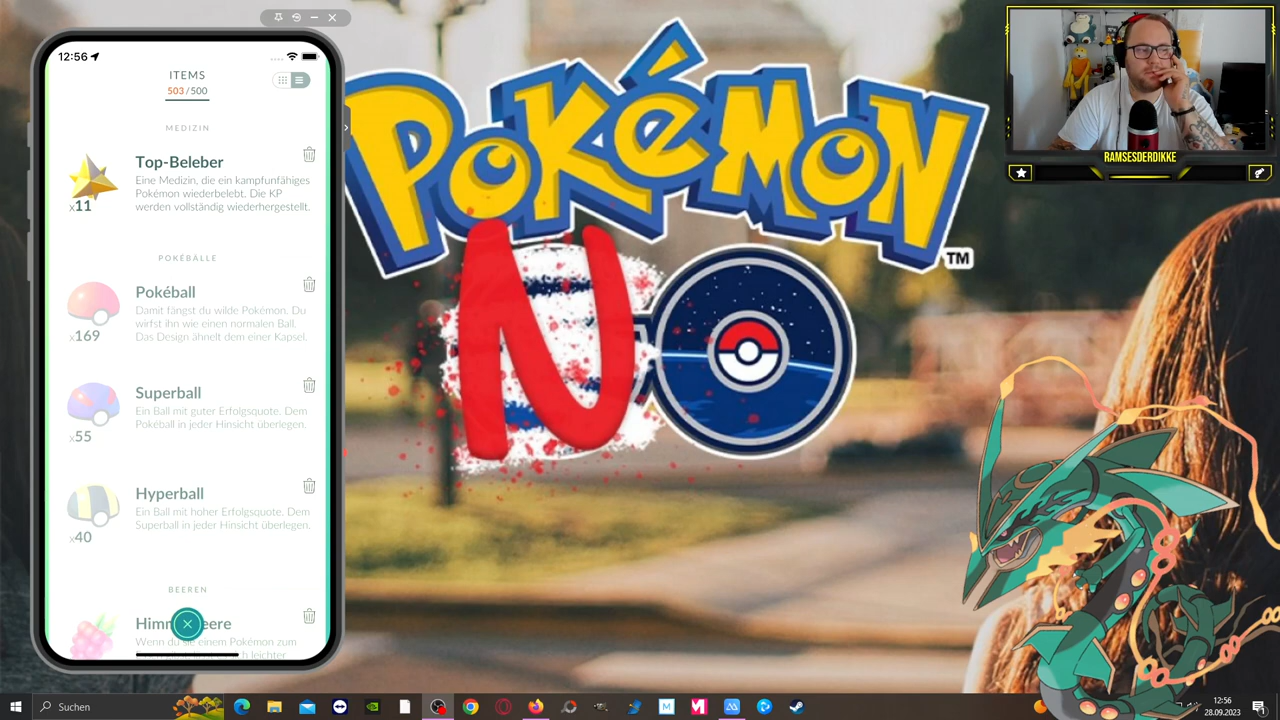 12:56
ITEMS
503/500
MEDIZIN
Top-Beleber
Eine Medizin, die ein kampfunfähiges
Pokémon wiederbelebt. Die KP
werden vollständig wiederhergestellt.
x11
POKÉBÄLLE
Pokéball
Damit fängst du wilde Pokémon. Du
wirfst ihn wie einen normalen Ball.
Das Design ähnelt dem einer Kapsel.
x169
Superball
Ein Ball mit guter Erfolgsquote. Dem
Pokéball in jeder Hinsicht überlegen.
x55
Hyperball
Ein Ball mit hoher Erfolgsquote. Dem
Superball in jeder Hinsicht überlegen.
x40
BEEREN
Wenn du sie einem Pokémon zum
leichter
POKÉMON
TM
NO
RAMSESDERDIKKE
Suchen
12:56
28.09.2023